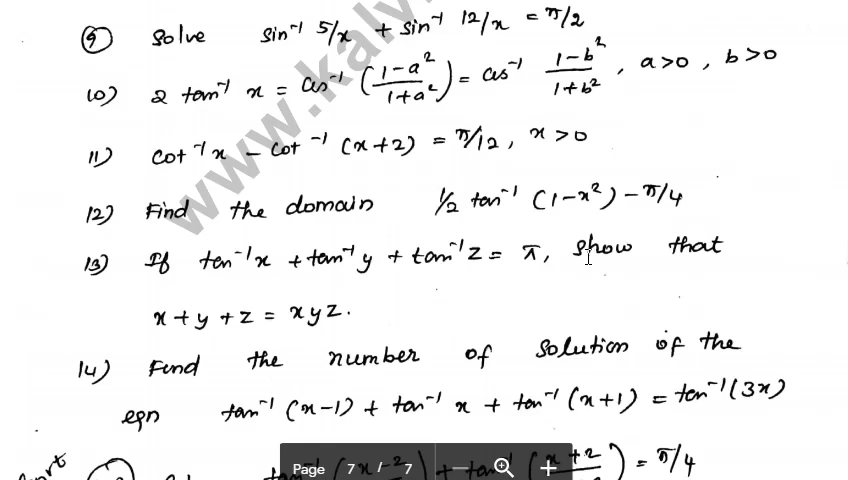 9) Solve sin⁻¹ 5/x + sin⁻¹ 12/x = π/2
10) 2 tan⁻¹ x = cos⁻¹ (1-a²/1+a²) = cos⁻¹ 1-b²/1+b², a>0, b>0
11) cot⁻¹x - cot⁻¹ (x+2) = π/12, x>0
12) Find the domain 1/2 tan⁻¹ (1-x²) - π/4
13) If tan⁻¹x + tan⁻¹y + tan⁻¹z = π, show that
x+y+z = xyz.
14) Find the number of solution of the
eqn tan⁻¹ (x-1) + tan⁻¹ x + tan⁻¹ (x+1) = tan⁻¹(3x)
www.kalv
= π/4
Page 7 / 7